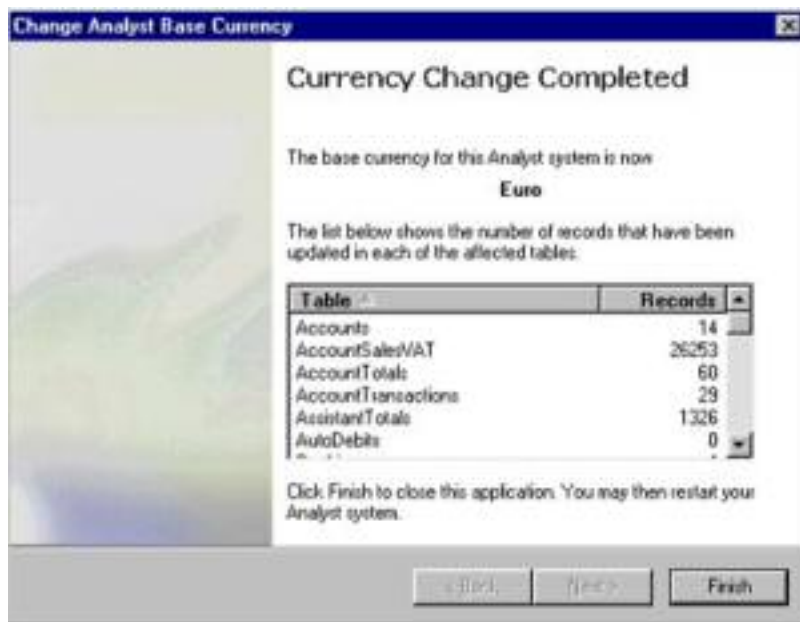 Change Analyst Base Currency
Currency Change Completed
The base currency for this Analyst system is now
Euro
The list below shows the number of records that have been
updated in each of the affected tables.
Table Records
Accounts 14
AccountSalesVAT 26253
AccountTotals 60
AccountTransactions 29
AssistantTotals 1326
AutoDebits 0
Click Finish to close this application. You may then restart your
Analyst system.
< Back Next > Finish